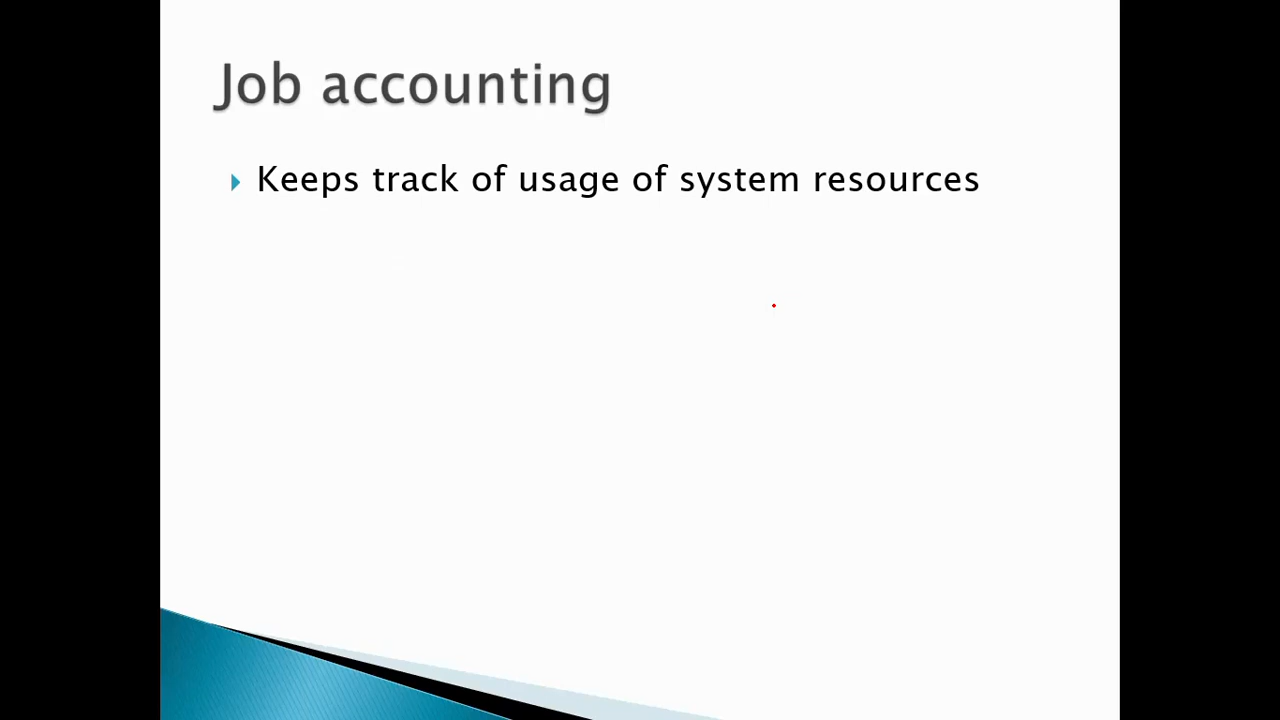 Job accounting
Keeps track of usage of system resources